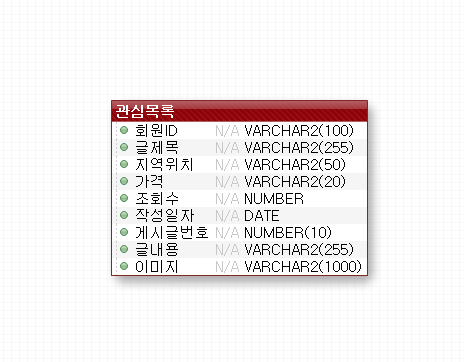 관심목록
회원ID N/A VARCHAR2(100)
글제목 N/A VARCHAR2(255)
지역위치 N/A VARCHAR2(50)
가격 N/A VARCHAR2(20)
조회수 N/A NUMBER
작성일자 N/A DATE
게시글번호 N/A NUMBER(10)
글내용 N/A VARCHAR2(255)
이미지 N/A VARCHAR2(1000)